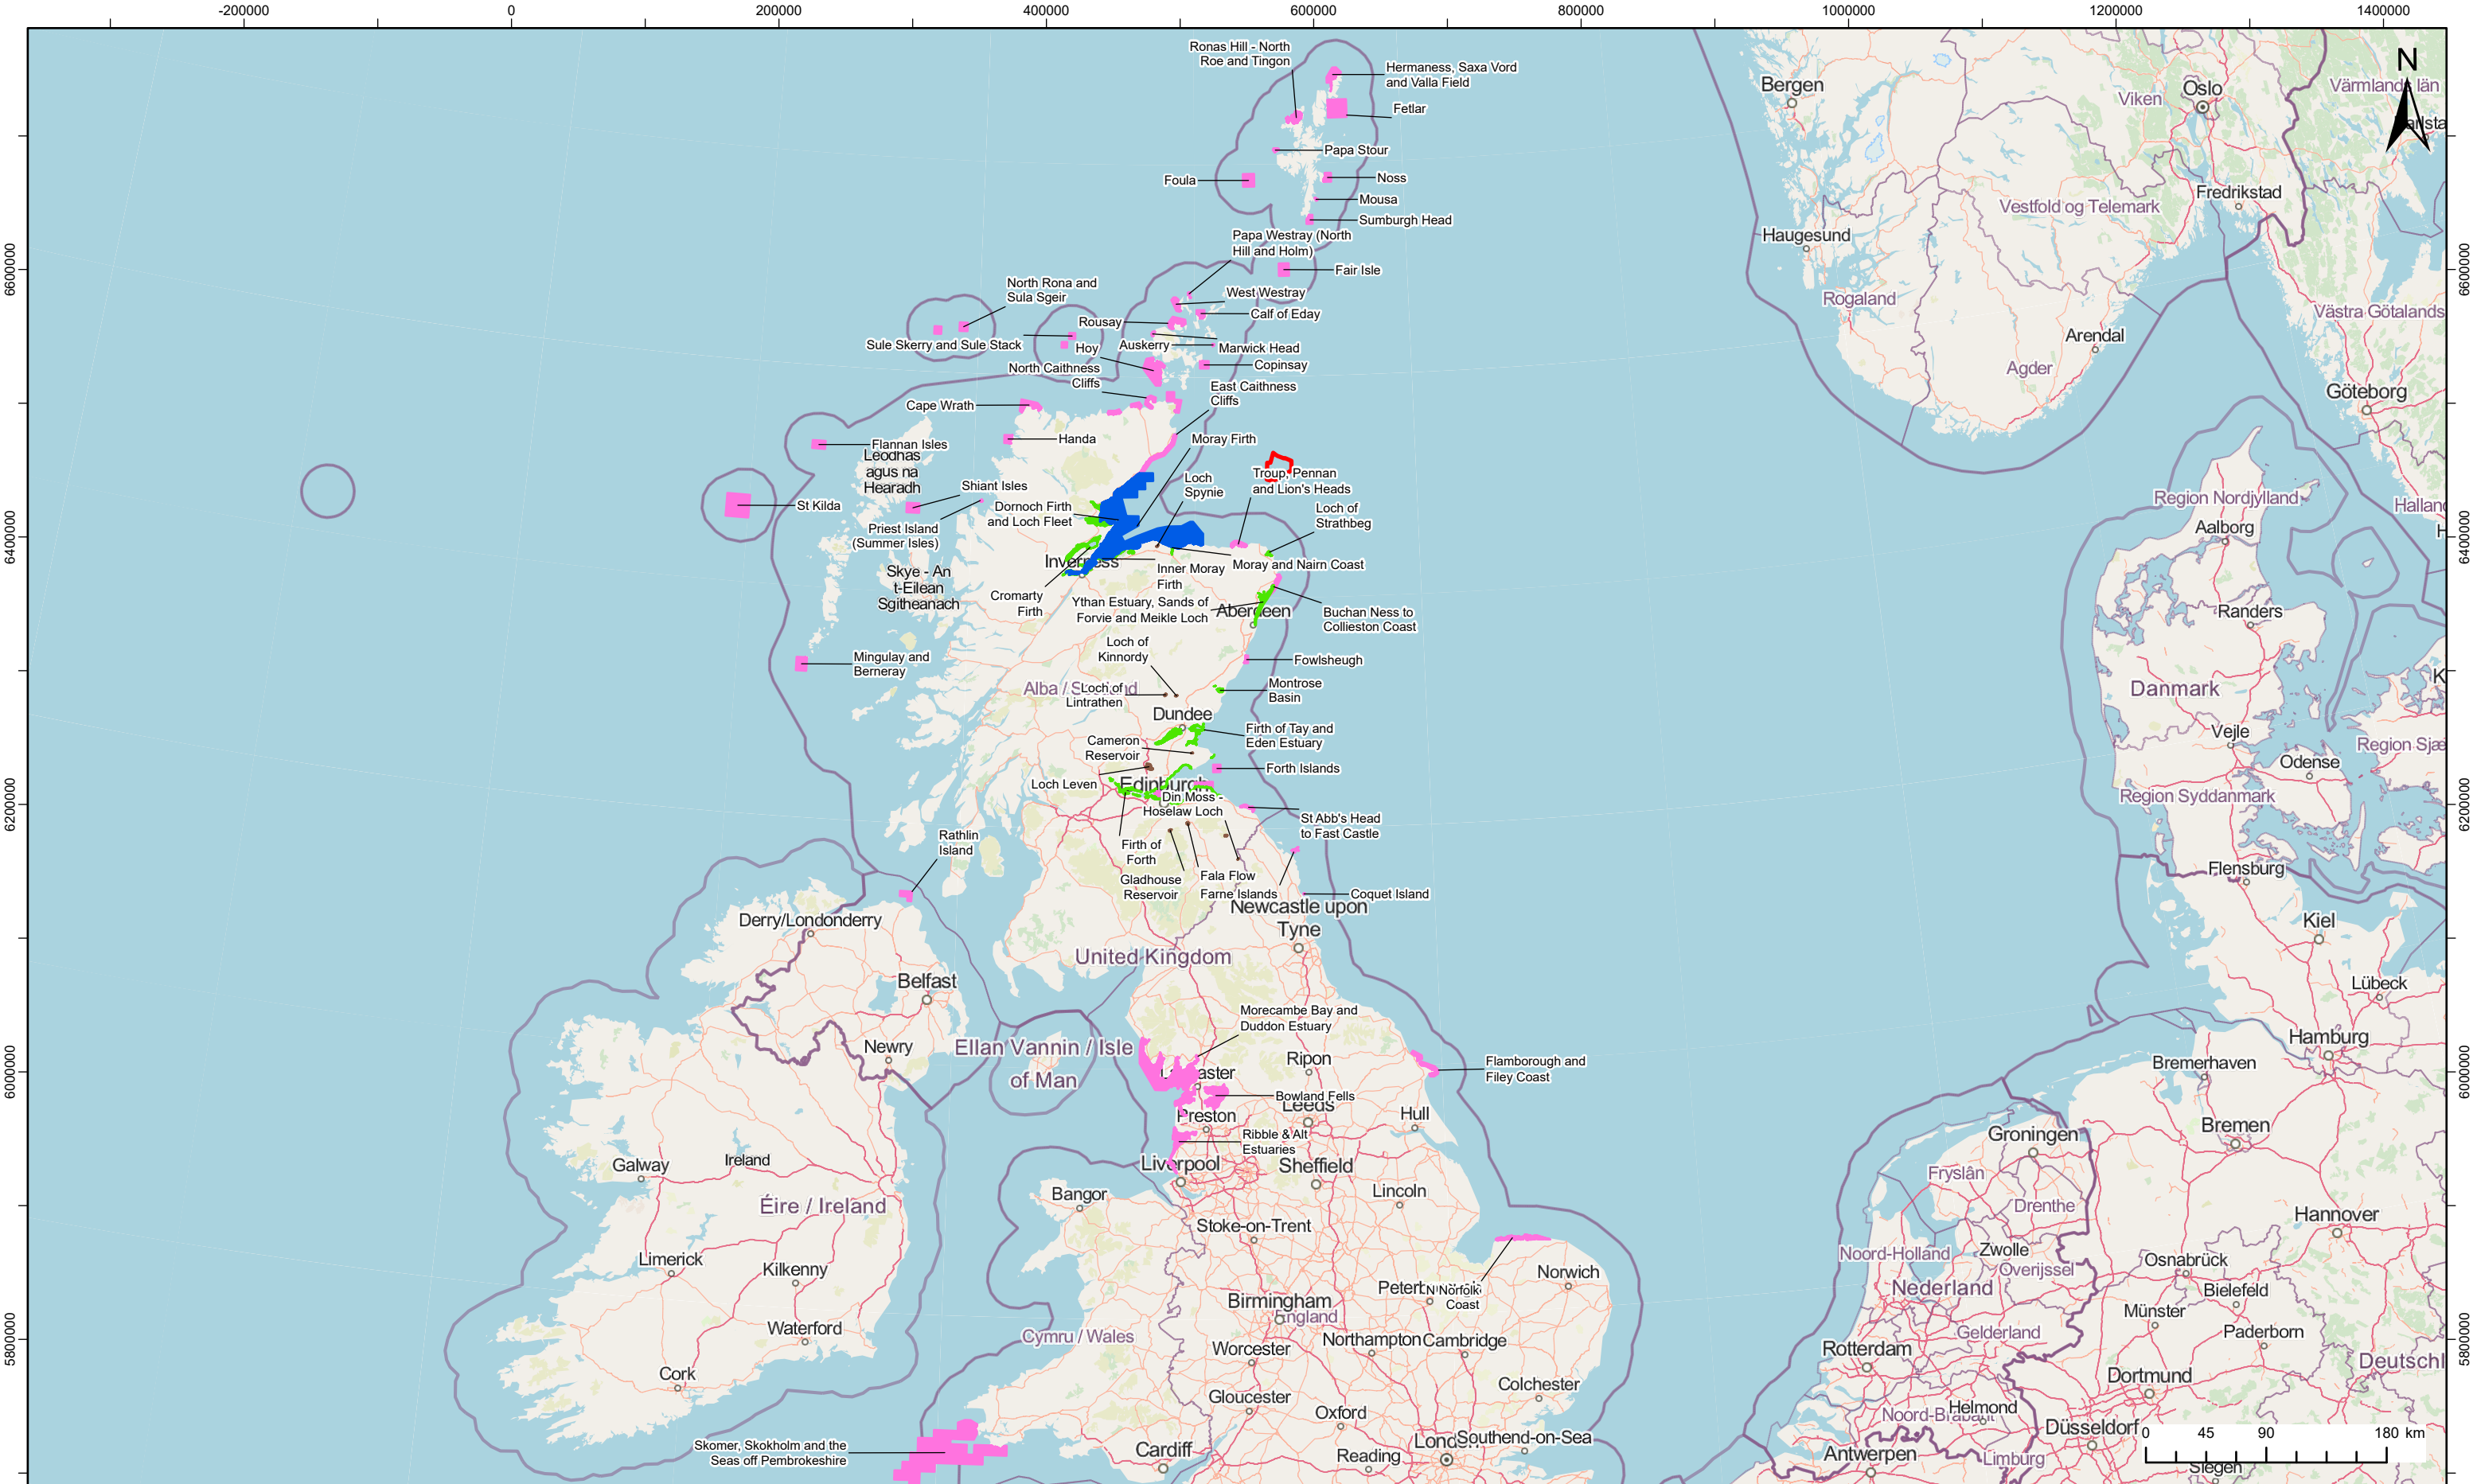 -200000
0
200000
400000
600000
800000
1000000
1200000
1400000
6600000
6400000
6200000
6000000
5800000
6600000
6400000
6200000
6000000
5800000
N
Ronas Hill - North
Roe and Tingon
Hermaness, Saxa Vord
and Valla Field
Fetlar
Papa Stour
Foula
Noss
Mousa
Sumburgh Head
Papa Westray (North
Hill and Holm)
Fair Isle
North Rona and
Sula Sgeir
West Westray
Calf of Eday
Rousay
Sule Skerry and Sule Stack
Auskerry
Marwick Head
Hoy
Copinsay
North Caithness
Cliffs
East Caithness
Cliffs
Cape Wrath
Handa
Moray Firth
Flannan Isles
Leòdhas
agus na
Hearadh
Loch
Spynie
Troup, Pennan
and Lion's Heads
Shiant Isles
St Kilda
Dornoch Firth
and Loch Fleet
Loch of
Strathbeg
Priest Island
(Summer Isles)
Inverness
Moray and Nairn Coast
Inner Moray
Firth
Skye - An
t-Eilean
Sgitheanach
Cromarty
Firth
Ythan Estuary, Sands of
Forvie and Meikle Loch
Aberdeen
Buchan Ness to
Collieston Coast
Loch of
Kinnordy
Mingulay and
Berneray
Fowlsheugh
Loch of
Lintrathen
Montrose
Basin
Dundee
Firth of Tay and
Eden Estuary
Cameron
Reservoir
Forth Islands
Loch Leven
Edinburgh
Din Moss -
Hoselaw Loch
St Abb's Head
to Fast Castle
Rathlin
Island
Firth of
Forth
Gladhouse
Reservoir
Fala Flow
Farne Islands
Coquet Island
Newcastle upon
Tyne
Derry/Londonderry
United Kingdom
Belfast
Morecambe Bay and
Duddon Estuary
Newry
Ellan Vannin / Isle
of Man
Ripon
Flamborough and
Filey Coast
Bowland Fells
Leeds
Preston
Hull
Ribble & Alt
Estuaries
Galway
Ireland
Liverpool
Sheffield
Éire / Ireland
Bangor
Lincoln
Stoke-on-Trent
Limerick
Kilkenny
Norfolk
Coast
Norwich
Birmingham
England
Waterford
Cymru / Wales
Worcester
Northampton
Cambridge
Cork
Gloucester
Colchester
Oxford
Skomer, Skokholm and the
Seas off Pembrokeshire
Cardiff
Reading
Southend-on-Sea
Bergen
Oslo
Viken
Fredrikstad
Vestfold og Telemark
Haugesund
Rogaland
Västra Götalands
Arendal
Agder
Göteborg
Region Nordjylland
Halland
Aalborg
Randers
Danmark
Vejle
Region Sjæ
Odense
Region Syddanmark
Flensburg
Kiel
Lübeck
Hamburg
Bremerhaven
Bremen
Groningen
Fryslân
Drenthe
Hannover
Noord-Holland
Zwolle
Overijssel
Osnabrück
Nederland
Bielefeld
Münster
Gelderland
Paderborn
Rotterdam
Deutschl
Dortmund
Helmond
Noord-Brabant
Düsseldorf
Antwerpen
Limburg
Siegen
0 45 90 180 km